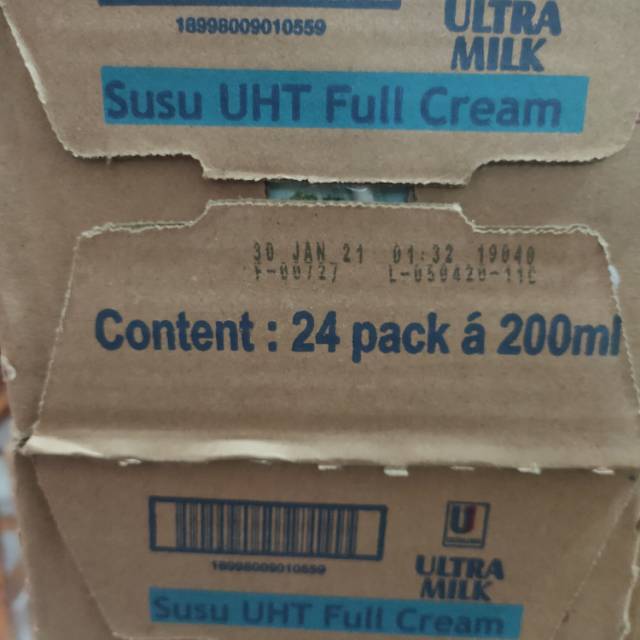 18998009010559
ULTRA
MILK
Susu UHT Full Cream
30 JAN 21 01:32 19040
Content : 24 pack á 200ml
18998009010559
ULTRA
MILK
Susu UHT Full Cream